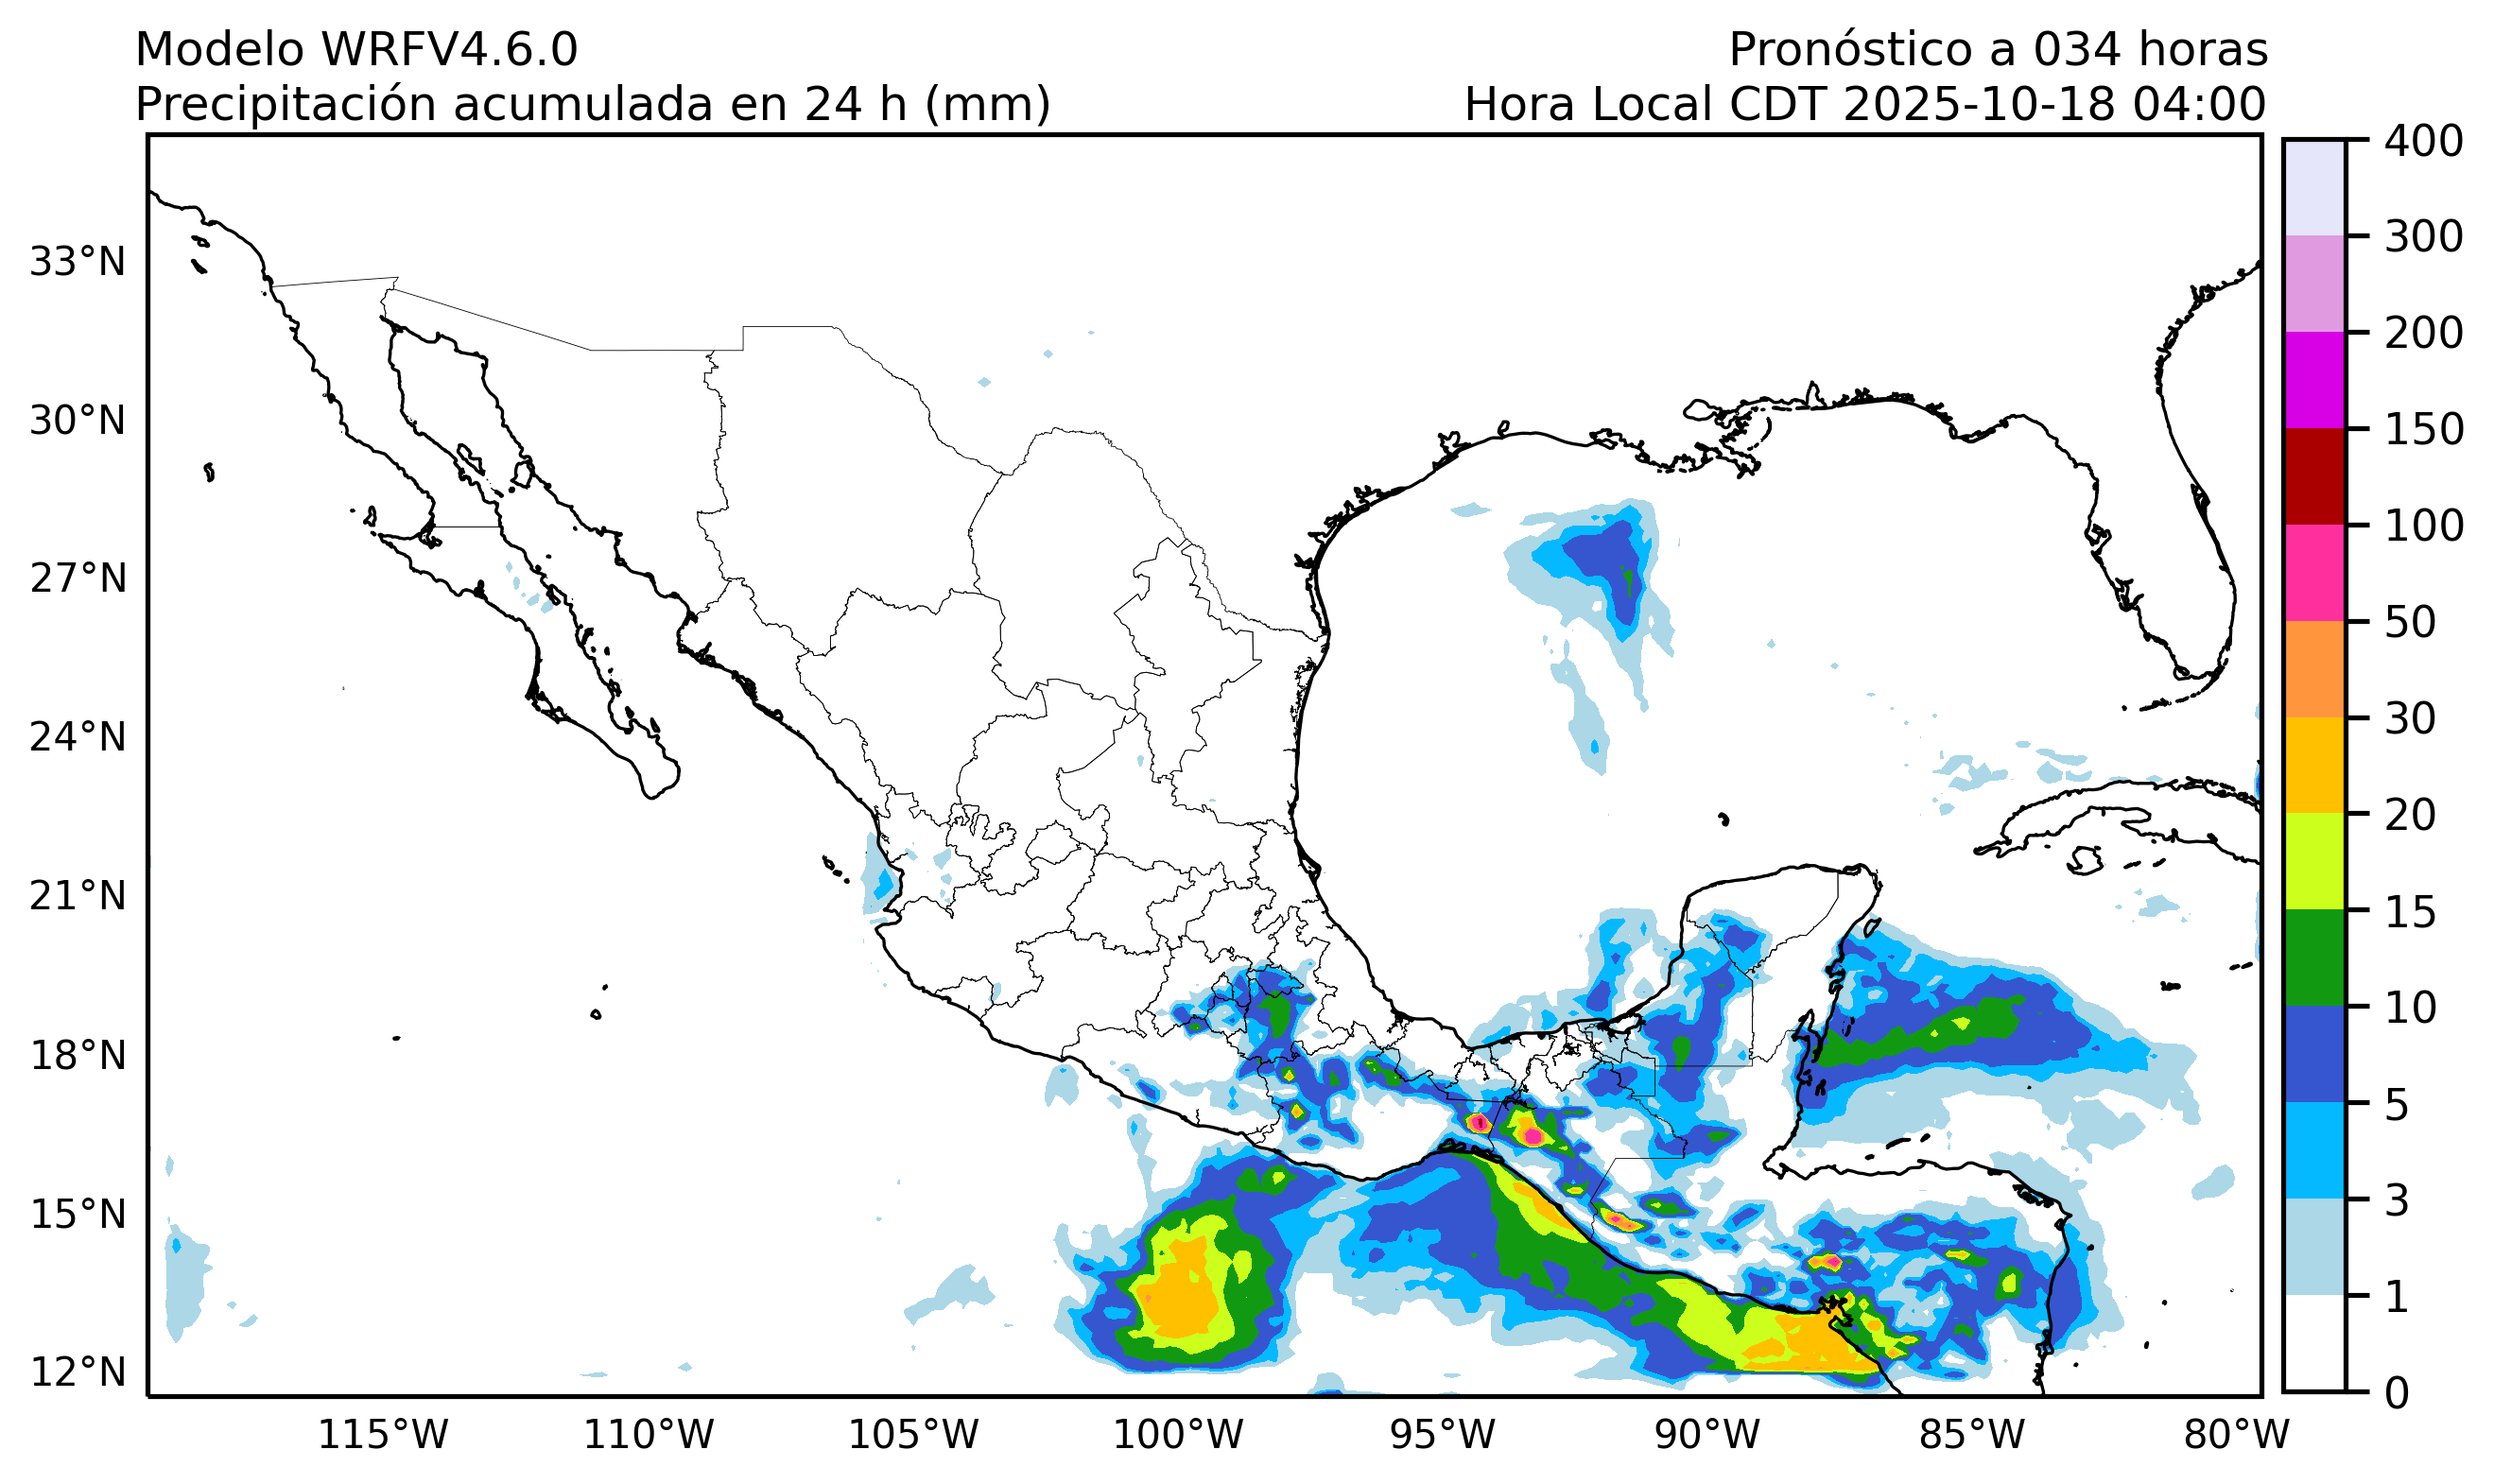 Modelo WRFV4.6.0
Pronóstico a 034 horas
Precipitación acumulada en 24 h (mm)
Hora Local CDT 2025-10-18 04:00
33°N
30°N
27°N
24°N
21°N
18°N
15°N
12°N
115°W
110°W
105°W
100°W
95°W
90°W
85°W
80°W
400
300
200
150
100
50
30
20
15
10
5
3
1
0